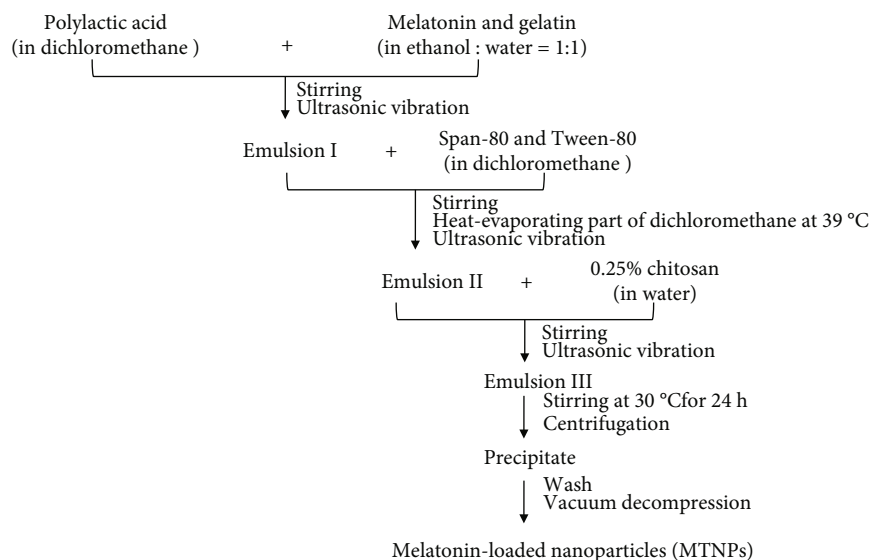 Polylactic acid
(in dichloromethane )
+
Melatonin and gelatin
(in ethanol : water = 1:1)
Stirring
Ultrasonic vibration
Emulsion I
+
Span-80 and Tween-80
(in dichloromethane )
Stirring
Heat-evaporating part of dichloromethane at 39 °C
Ultrasonic vibration
Emulsion II
+
0.25% chitosan
(in water)
Stirring
Ultrasonic vibration
Emulsion III
Stirring at 30 °Cfor 24 h
Centrifugation
Precipitate
Wash
Vacuum decompression
Melatonin-loaded nanoparticles (MTNPs)